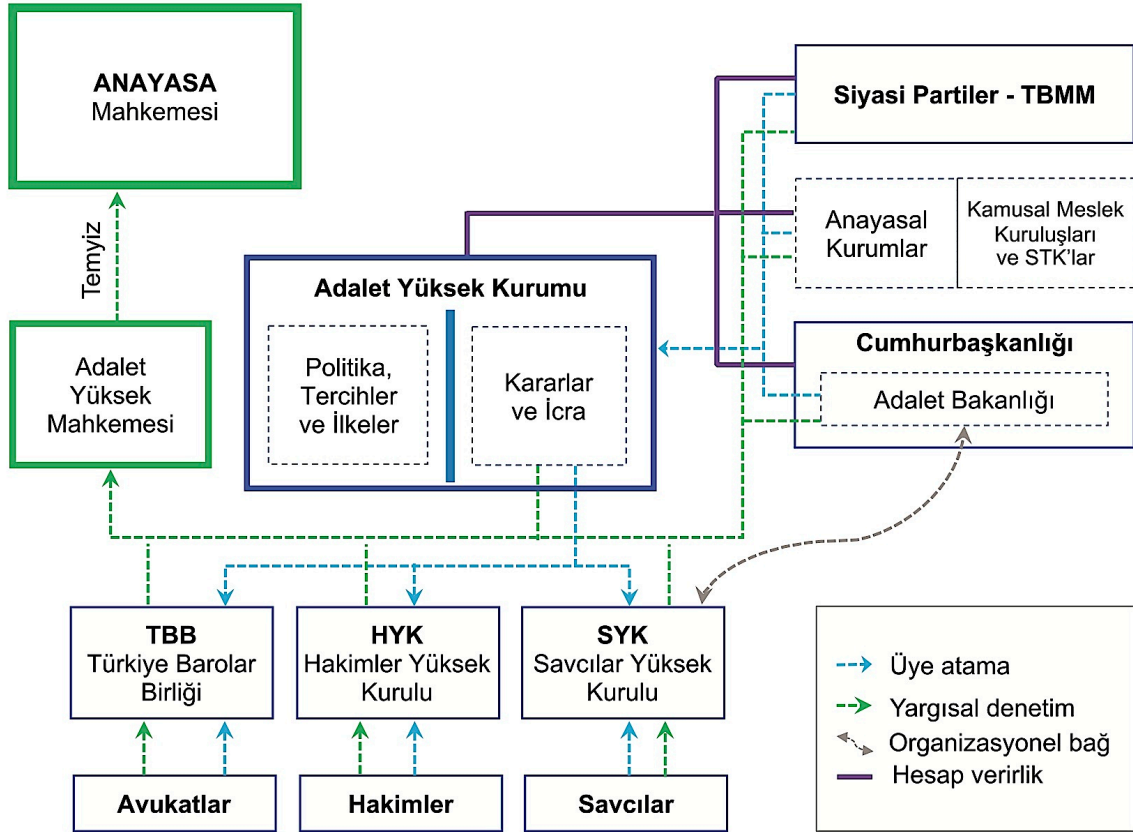 ANAYASA
Mahkemesi
Siyasi Partiler - TBMM
Anayasal
Kurumlar
Kamusal Meslek
Kuruluşları
ve STK'lar
Temyiz
Adalet Yüksek Kurumu
Politika,
Tercihler
ve İlkeler
Kararlar
ve İcra
Cumhurbaşkanlığı
Adalet Bakanlığı
Adalet
Yüksek
Mahkemesi
TBB
Türkiye Barolar
Birliği
HYK
Hakimler Yüksek
Kurulu
SYK
Savcılar Yüksek
Kurulu
Avukatlar
Hakimler
Savcılar
Üye atama
Yargısal denetim
Organizasyonel bağ
Hesap verirlik